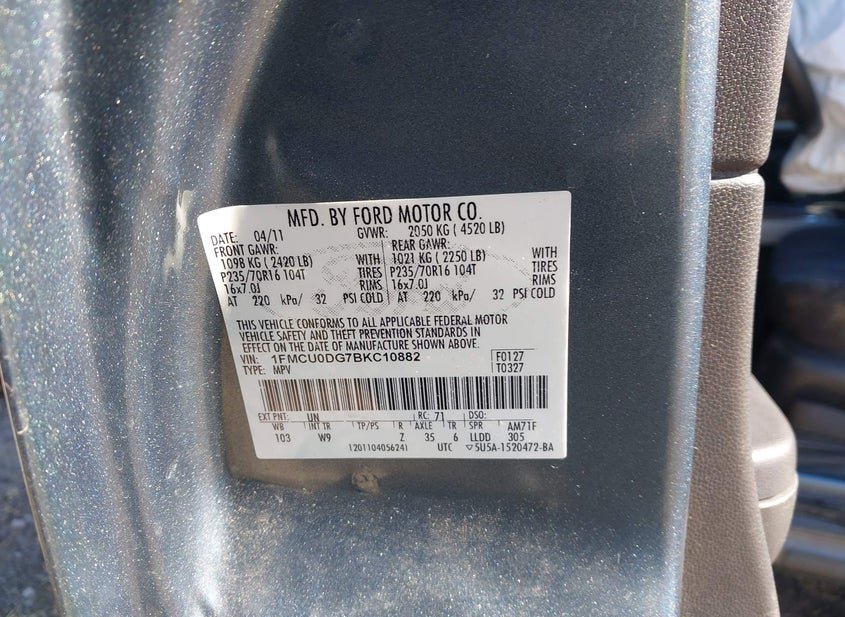 MFD. BY FORD MOTOR CO.
DATE: 04/11 GVWR: 2050 KG ( 4520 LB)
FRONT GAWR: REAR GAWR:
1098 KG ( 2420 LB) WITH 1021 KG ( 2250 LB) WITH
P235/70R16 104T TIRES P235/70R16 104T TIRES
16x7.0J RIMS 16x7.0J RIMS
AT 220 kPa/ 32 PSI COLD AT 220 kPa/ 32 PSI COLD
THIS VEHICLE CONFORMS TO ALL APPLICABLE FEDERAL MOTOR
VEHICLE SAFETY AND THEFT PREVENTION STANDARDS IN
EFFECT ON THE DATE OF MANUFACTURE SHOWN ABOVE.
VIN: 1FMCU0DG7BKC10882 F0127
TYPE: MPV T0327
EXT PNT: UN RC: 71 DSO:
WB INT TR TP/PS R AXLE TR SPR AM71F
103 W9 Z 35 6 LLDD 305
1201104056241 UTC ▽5U5A-1520472-BA